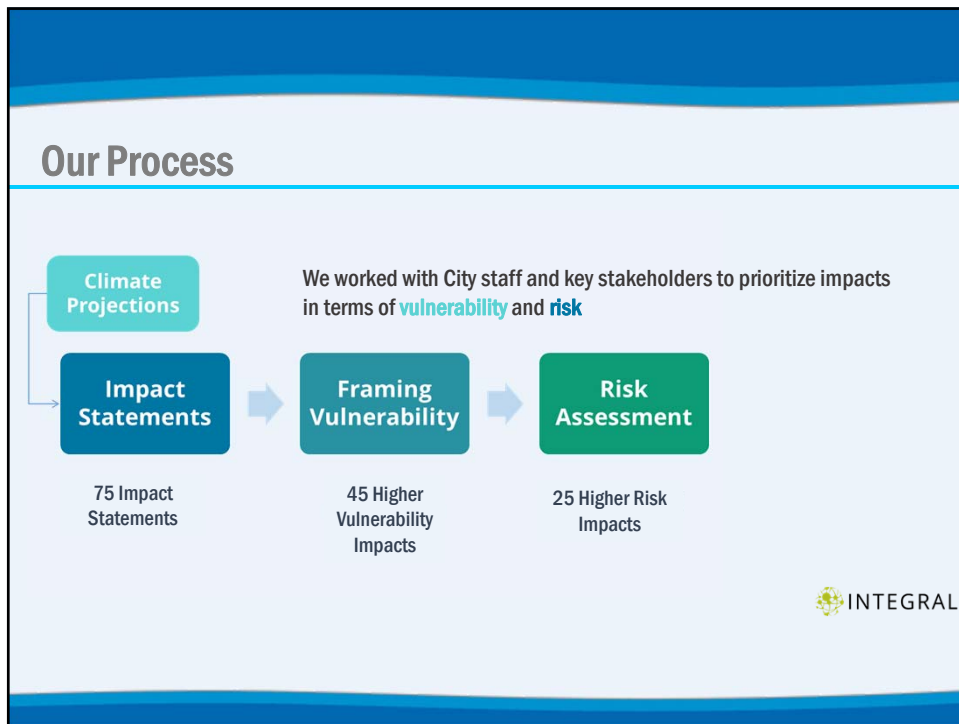 Our Process
Climate
Projections
We worked with City staff and key stakeholders to prioritize impacts
in terms of vulnerability and risk
Impact
Statements
Framing
Vulnerability
Risk
Assessment
75 Impact
Statements
45 Higher
Vulnerability
Impacts
25 Higher Risk
Impacts
INTEGRAL